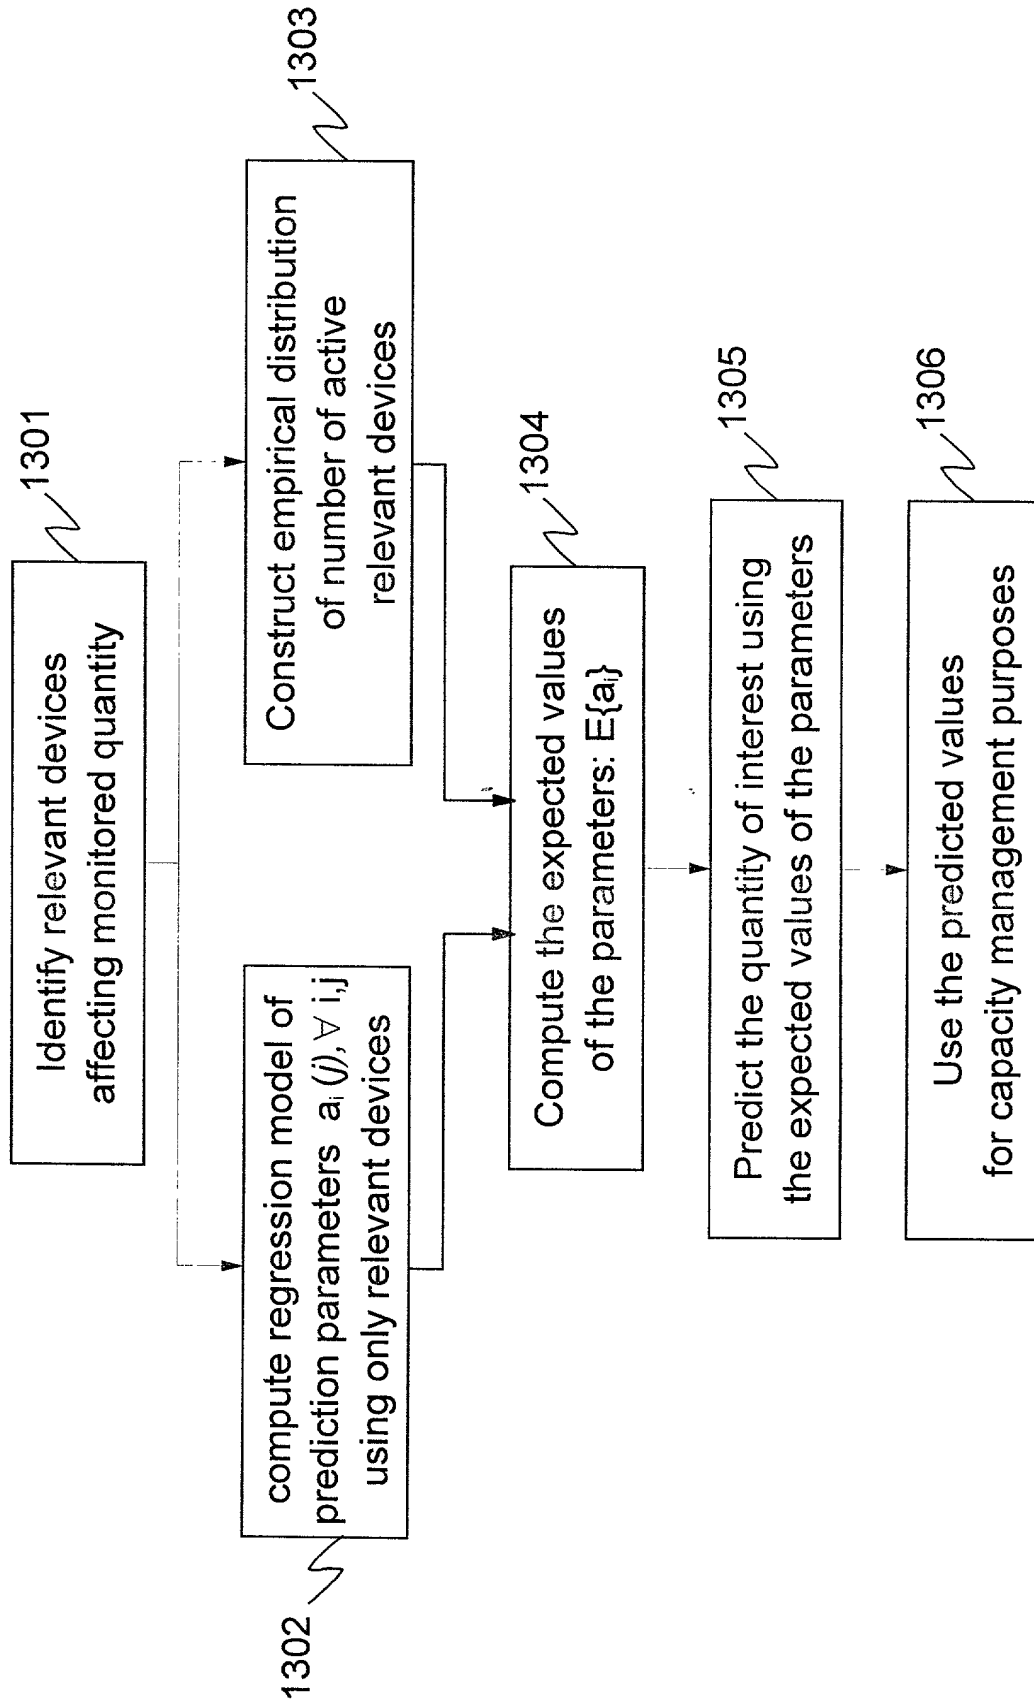 Identify relevant devices
affecting monitored quantity
1301
1302
compute regression model of
prediction parameters aᵢ (j), ∀ i,j
using only relevant devices
Construct empirical distribution
of number of active
relevant devices
1303
Compute the expected values
of the parameters: E{aᵢ}
1304
Predict the quantity of interest using
the expected values of the parameters
1305
Use the predicted values
for capacity management purposes
1306